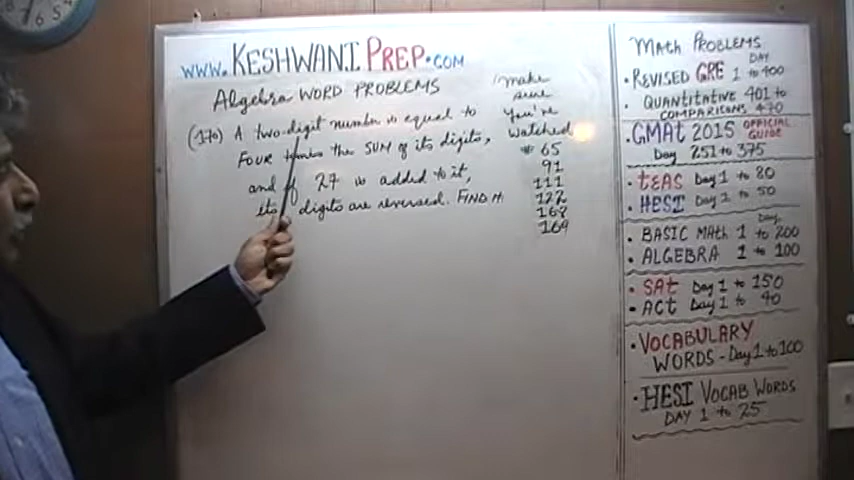 www.KESHWANIPREP.COM
Algebra WORD PROBLEMS
(170) A two-digit number is equal to
FOUR times the SUM of its digits,
and if 27 is added to it,
its digits are reversed. FIND it.
make
sure
you've
watched
# 65
91
111
122
168
169
MATH PROBLEMS
DAY
• REVISED GRE 1 to 400
• QUANTITATIVE 401 to
COMPARISONS 470
GMAT 2015 OFFICIAL GUIDE
Day 251 to 375
• TEAS Day 1 to 80
• HESI Day 1 to 50
Day
• BASIC MATH 1 to 200
• ALGEBRA 1 to 100
• SAT Day 1 to 150
• ACT Day 1 to 90
• VOCABULARY
WORDS - Day 1 to 100
• HESI VOCAB WORDS
DAY 1 to 25